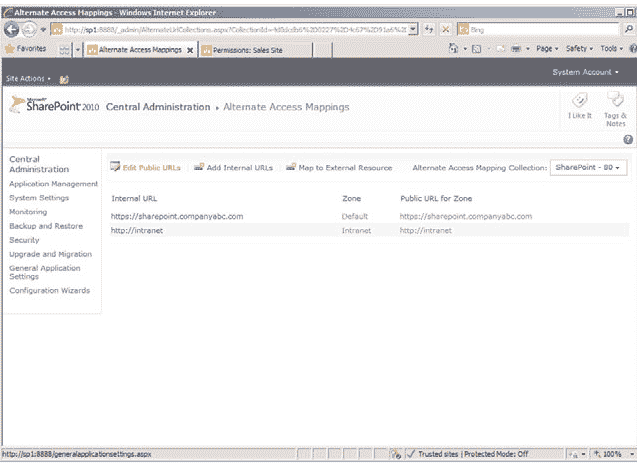 Alternate Access Mappings - Windows Internet Explorer
Bing
Favorites
Alternate Access Mappings
Permissions: Sales Site
Page
Safety
Tools
System Account
Site Actions
Microsoft
SharePoint 2010
Central Administration
Alternate Access Mappings
I Like It
Tags &
Notes
Central
Administration
Application Management
System Settings
Monitoring
Backup and Restore
Security
Upgrade and Migration
General Application
Settings
Configuration Wizards
Edit Public URLs
Add Internal URLs
Map to External Resource
Alternate Access Mapping Collection:
SharePoint - 80
Internal URL Zone Public URL for Zone
https://sharepoint.companyabc.com Default https://sharepoint.companyabc.com
http://intranet Intranet http://intranet
http://sp1:8888/generalapplicationsettings.aspx
Trusted sites | Protected Mode: Off
100%